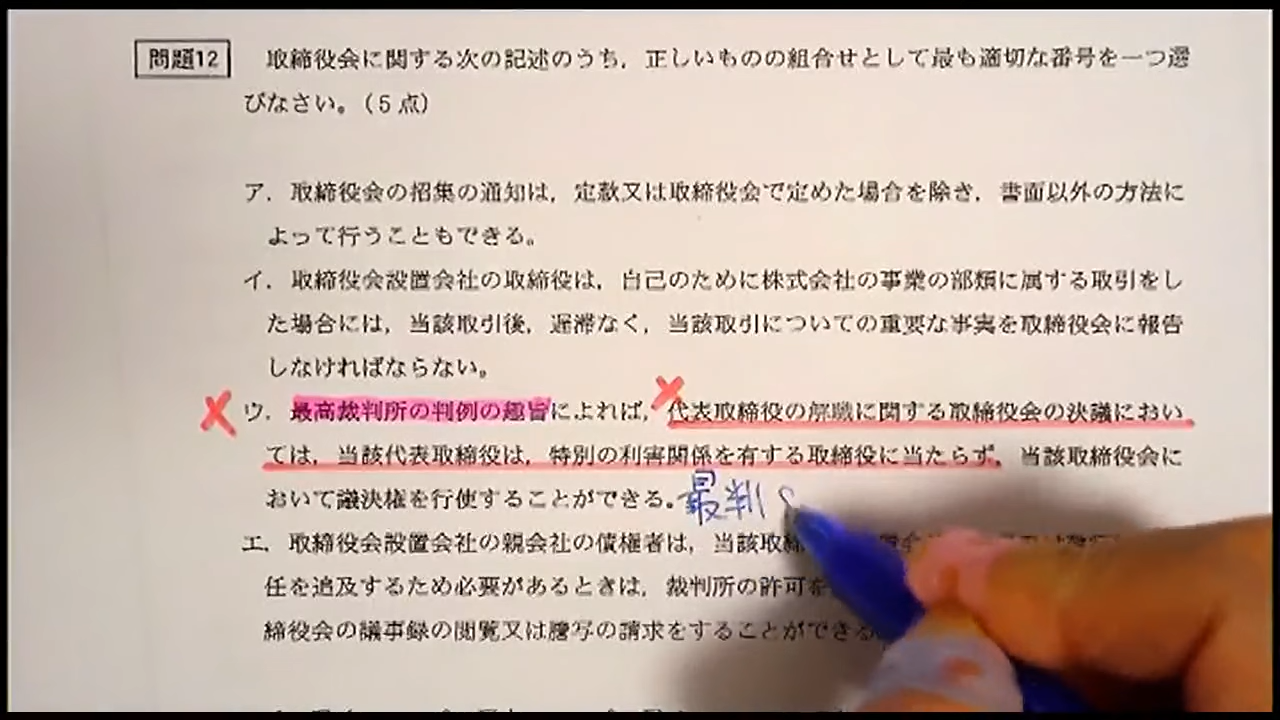 問題12 取締役会に関する次の記述のうち，正しいものの組合せとして最も適切な番号を一つ選
びなさい。（5点）
ア．取締役会の招集の通知は，定款又は取締役会で定めた場合を除き，書面以外の方法に
よって行うこともできる。
イ．取締役会設置会社の取締役は，自己のために株式会社の事業の部類に属する取引をし
た場合には，当該取引後，遅滞なく，当該取引についての重要な事実を取締役会に報告
しなければならない。
ウ．最高裁判所の判例の趣旨によれば，代表取締役の解職に関する取締役会の決議におい
ては，当該代表取締役は，特別の利害関係を有する取締役に当たらず，当該取締役会に
おいて議決権を行使することができる。最判
エ．取締役会設置会社の親会社の債権者は，当該取締
任を追及するため必要があるときは，裁判所の許可を
締役会の議事録の閲覧又は謄写の請求をすることができる